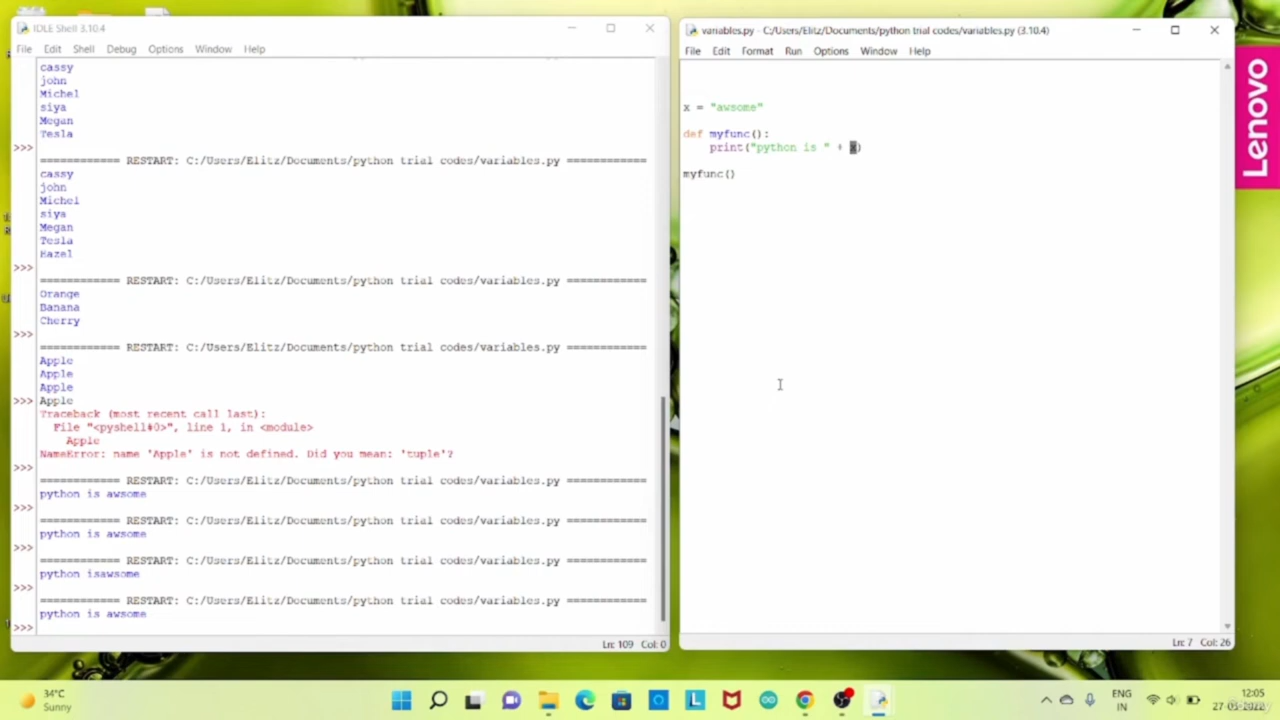 IDLE Shell 3.10.4
File Edit Shell Debug Options Window Help
cassy
john
Michel
siya
Megan
Tesla
>>>
============ RESTART: C:/Users/Elitz/Documents/python trial codes/variables.py ============
cassy
john
Michel
siya
Megan
Tesla
Hazel
>>>
============ RESTART: C:/Users/Elitz/Documents/python trial codes/variables.py ============
Orange
Banana
Cherry
>>>
============ RESTART: C:/Users/Elitz/Documents/python trial codes/variables.py ============
Apple
Apple
Apple
>>> Apple
Traceback (most recent call last):
File "<pyshell#0>", line 1, in <module>
Apple
NameError: name 'Apple' is not defined. Did you mean: 'tuple'?
>>>
============ RESTART: C:/Users/Elitz/Documents/python trial codes/variables.py ============
python is awsome
>>>
============ RESTART: C:/Users/Elitz/Documents/python trial codes/variables.py ============
python is awsome
>>>
============ RESTART: C:/Users/Elitz/Documents/python trial codes/variables.py ============
python isawsome
>>>
============ RESTART: C:/Users/Elitz/Documents/python trial codes/variables.py ============
python is awsome
>>>
Ln: 109 Col: 0
variables.py - C:/Users/Elitz/Documents/python trial codes/variables.py (3.10.4)
File Edit Format Run Options Window Help
x = "awsome"
def myfunc():
print("python is " + x)
myfunc()
Ln: 7 Col: 26
Lenovo
34°C
Sunny
ENG
IN
12:05